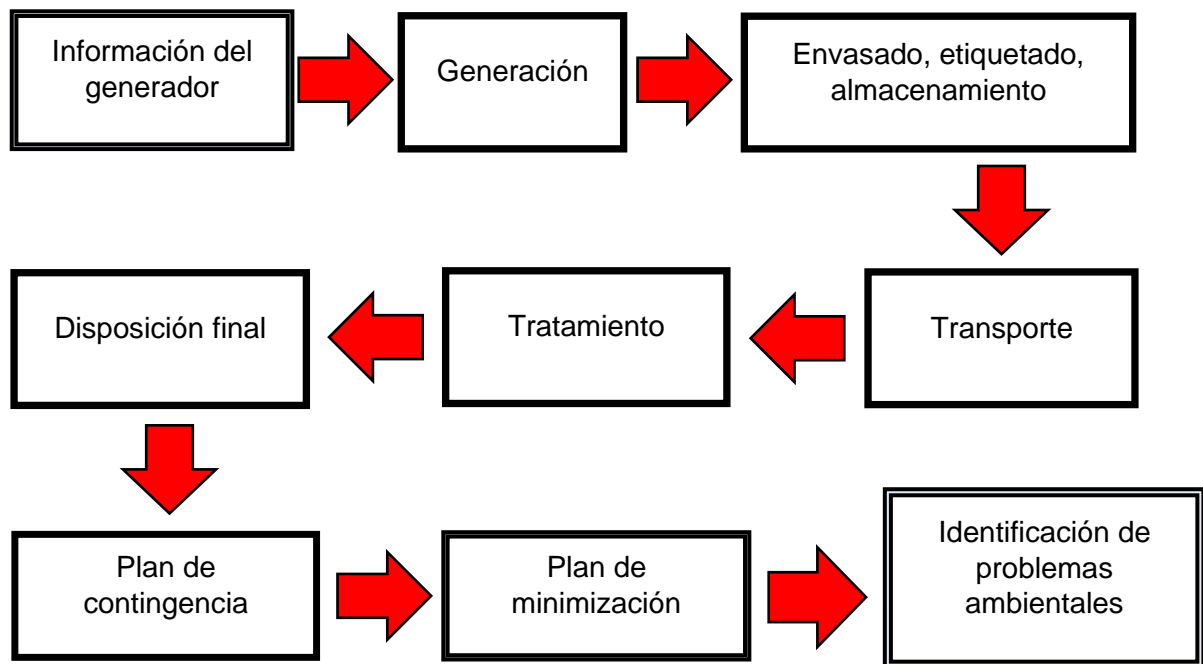 Información del
generador
Generación
Envasado, etiquetado,
almacenamiento
Transporte
Tratamiento
Disposición final
Plan de
contingencia
Plan de
minimización
Identificación de
problemas
ambientales